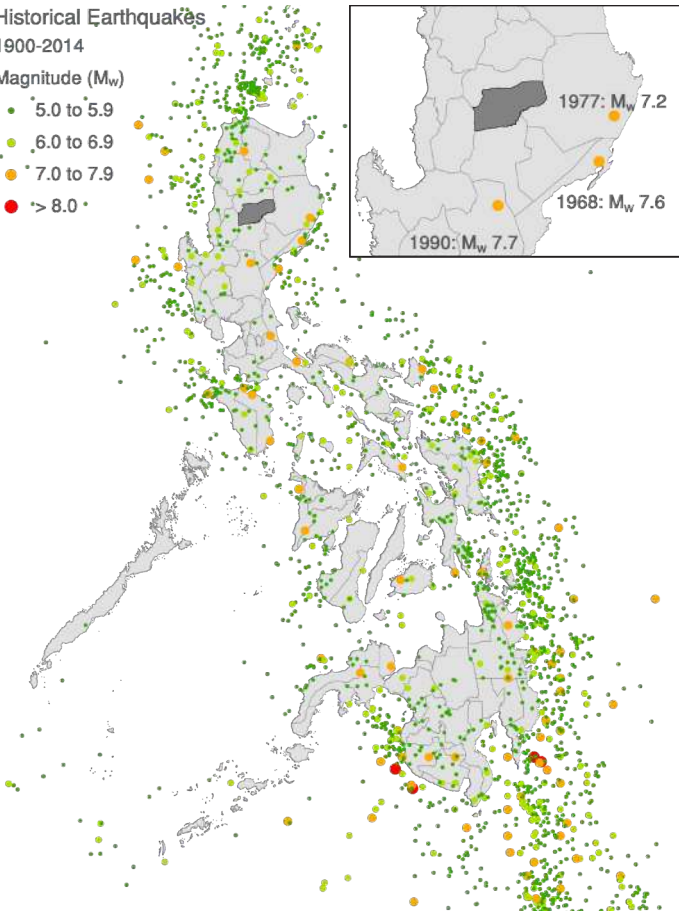 Historical Earthquakes
1900-2014
Magnitude (Mw)
5.0 to 5.9
6.0 to 6.9
7.0 to 7.9
> 8.0
1977: Mw 7.2
1968: Mw 7.6
1990: Mw 7.7